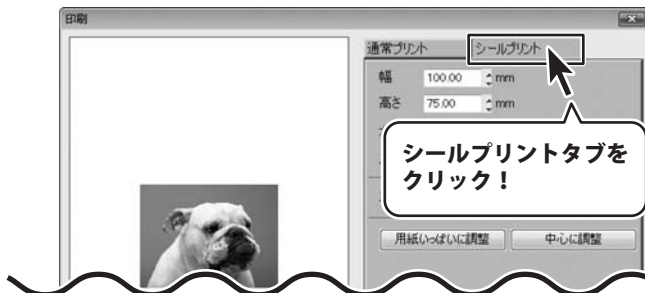 印刷
通常プリント シールプリント
幅 100.00 mm
高さ 75.00 mm
シールプリントタブを
クリック！
用紙いっぱいに調整 中心に調整